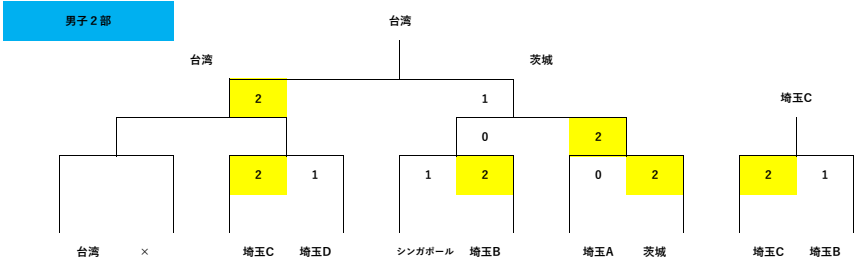 男子２部
台湾
台湾 茨城
2 1
埼玉C
0 2
2 1 1 2 0 2 2 1
台湾 × 埼玉C 埼玉D シンガポール 埼玉B 埼玉A 茨城 埼玉C 埼玉B